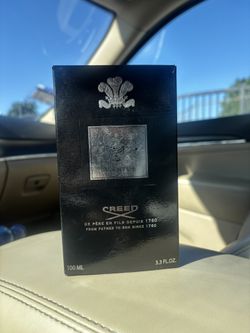 CREED
DE PÈRE EN FILS DEPUIS 1760
FROM FATHER TO SON SINCE 1760
100 ML
3.3 FL.OZ.